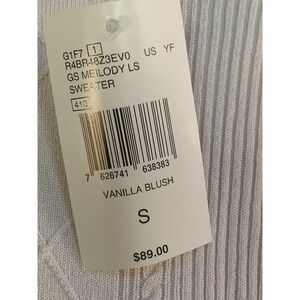 G1F7 1
R4BR48Z3EV0 US YF
GS MEILODY LS
SWEATER
410
7 626741 638383
VANILLA BLUSH
S
$89.00